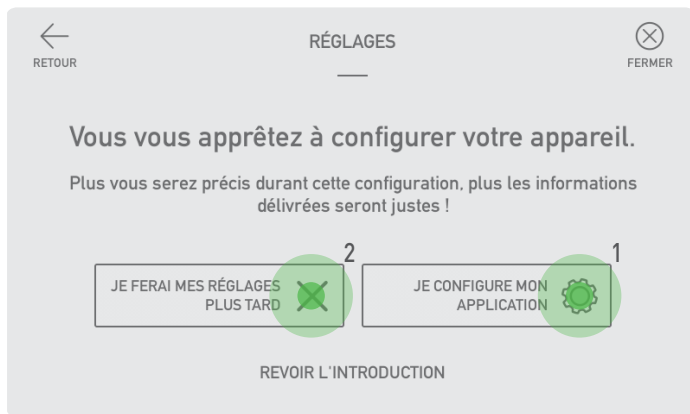 RÉGLAGES
RETOUR
FERMER
Vous vous apprêtez à configurer votre appareil.
Plus vous serez précis durant cette configuration, plus les informations
délivrées seront justes !
2
1
JE FERAI MES RÉGLAGES
PLUS TARD
JE CONFIGURE MON
APPLICATION
REVOIR L'INTRODUCTION